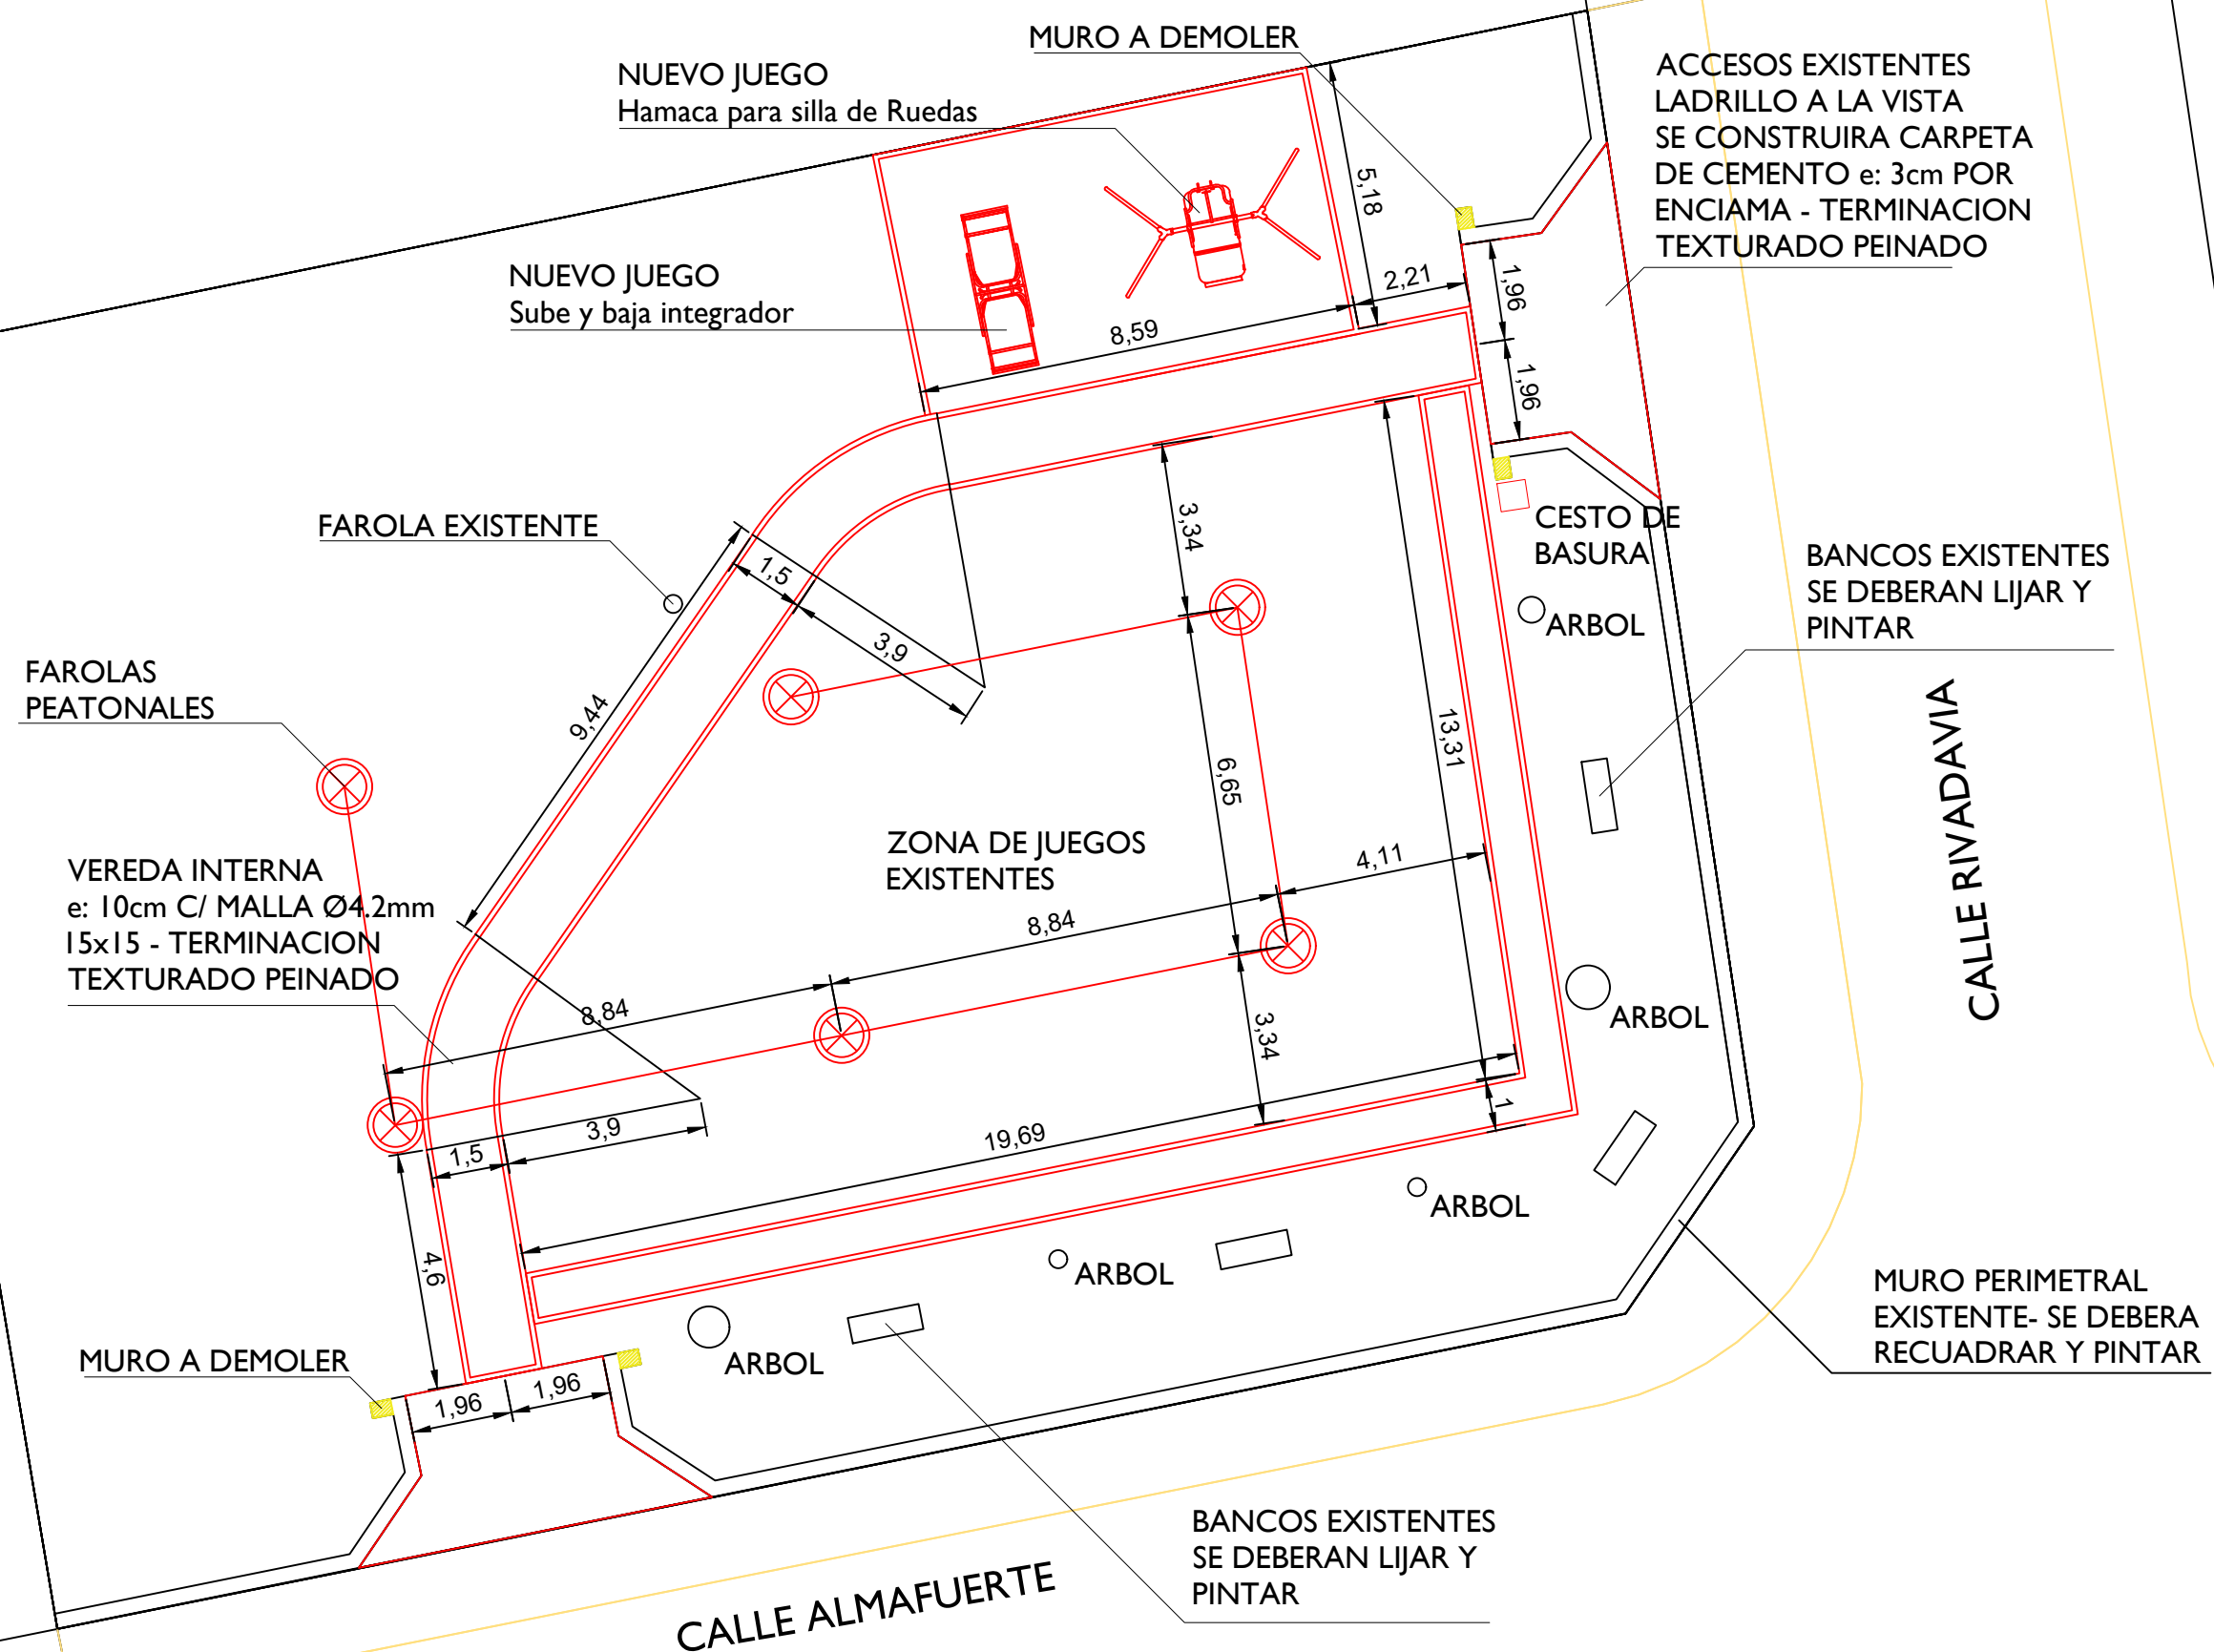 MURO A DEMOLER
NUEVO JUEGO
Hamaca para silla de Ruedas
ACCESOS EXISTENTES
LADRILLO A LA VISTA
SE CONSTRUIRA CARPETA
DE CEMENTO e: 3cm POR
ENCIAMA - TERMINACION
TEXTURADO PEINADO
5,18
NUEVO JUEGO
Sube y baja integrador
2,21
1,96
8,59
1,96
FAROLA EXISTENTE
3,34
CESTO DE
BASURA
BANCOS EXISTENTES
SE DEBERAN LIJAR Y
PINTAR
1,5
ARBOL
3,9
FAROLAS
PEATONALES
9,44
13,31
6,65
CALLE RIVADAVIA
ZONA DE JUEGOS
EXISTENTES
4,11
VEREDA INTERNA
e: 10cm C/ MALLA Ø4.2mm
15x15 - TERMINACION
TEXTURADO PEINADO
8,84
8,84
ARBOL
3,34
1
3,9
19,69
1,5
ARBOL
4,6
ARBOL
MURO PERIMETRAL
EXISTENTE- SE DEBERA
RECUADRAR Y PINTAR
MURO A DEMOLER
ARBOL
1,96
1,96
BANCOS EXISTENTES
SE DEBERAN LIJAR Y
PINTAR
CALLE ALMAFUERTE